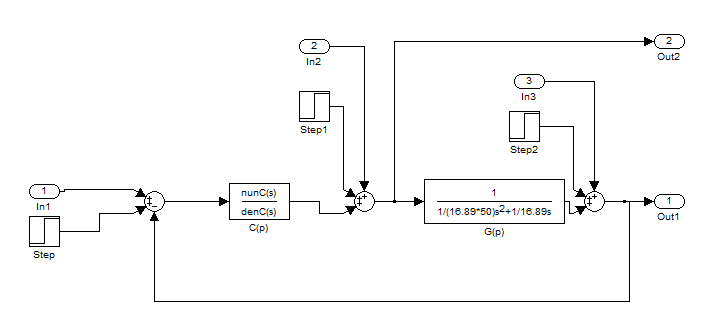 2
In2
2
Out2
3
In3
Step1
Step2
1
In1
Step
nunC(s)
denC(s)
C(p)
1
1/(16.89*50)s²+1/16.89s
G(p)
1
Out1